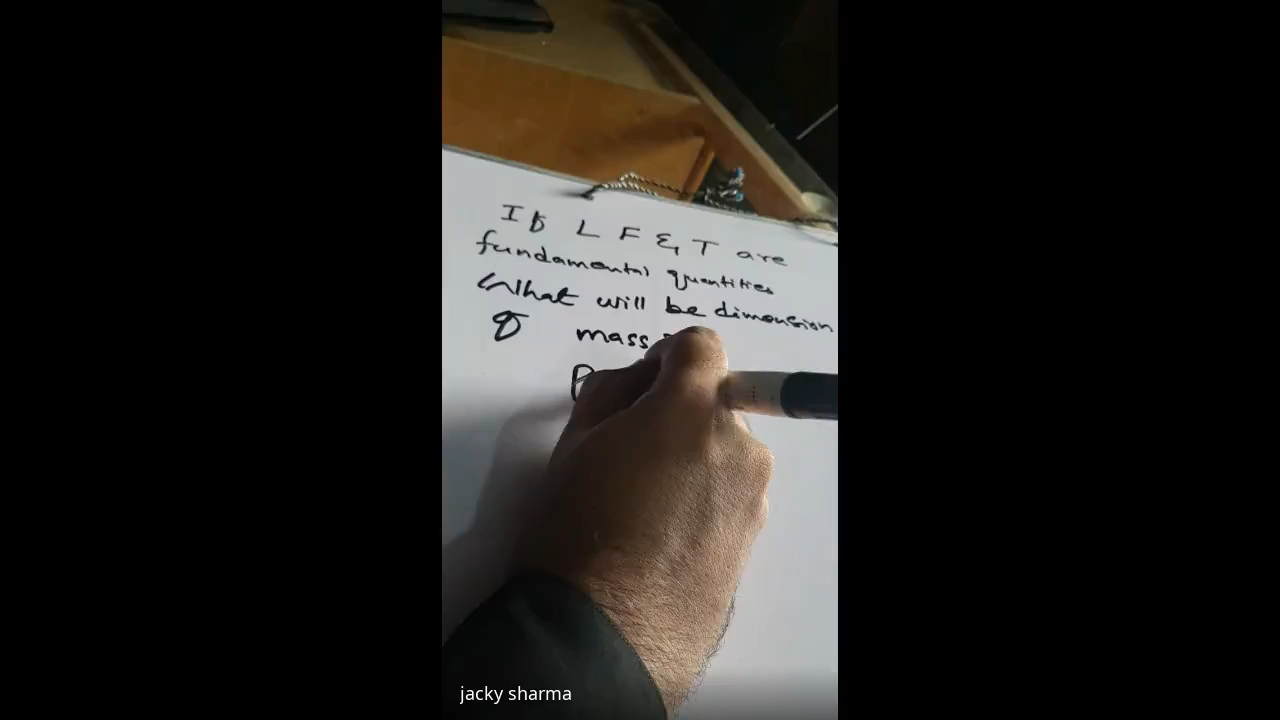 If L F & T are
fundamental quantities
What will be dimension
of mass
jacky sharma